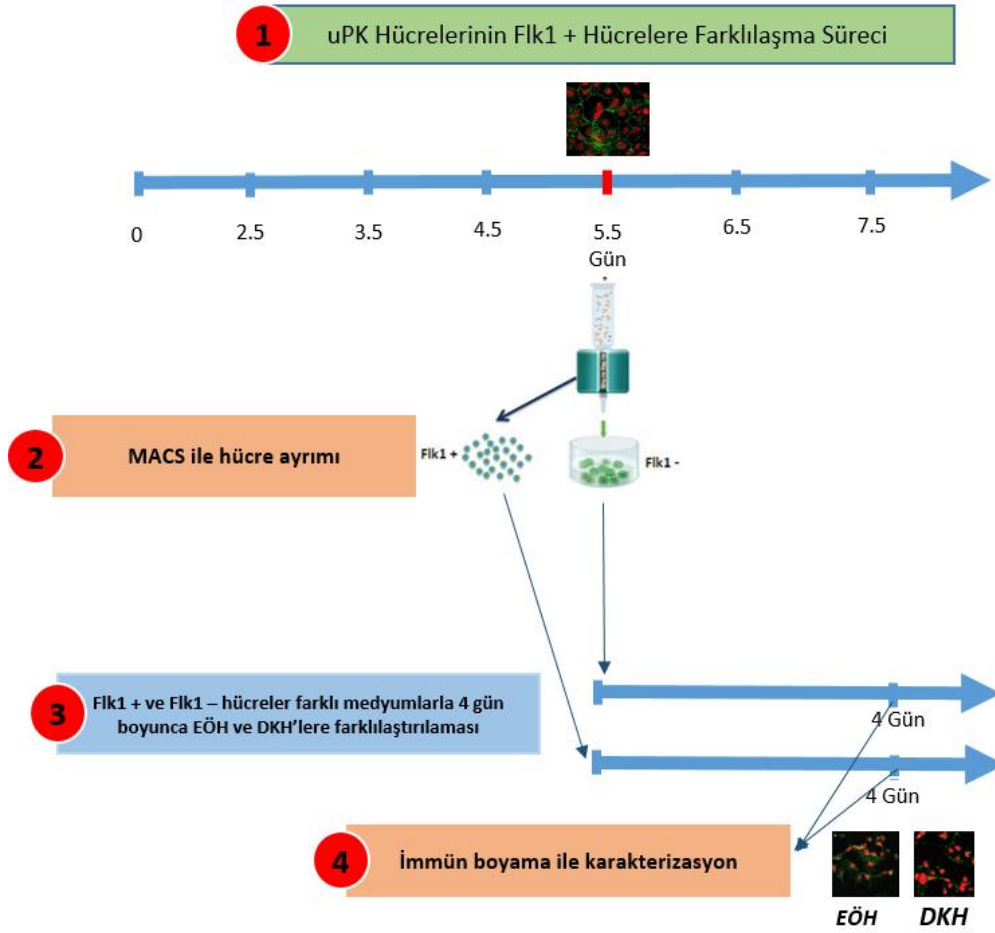 1
uPK Hücrelerinin Flk1 + Hücrelere Farklılaşma Süreci
0
2.5
3.5
4.5
5.5
6.5
7.5
Gün
2
MACS ile hücre ayrımı
Flk1 +
Flk1 -
3
Flk1 + ve Flk1 – hücreler farklı medyumlarla 4 gün
boyunca EÖH ve DKH'lere farklılaştırılaması
4 Gün
4 Gün
4
İmmün boyama ile karakterizasyon
EÖH
DKH